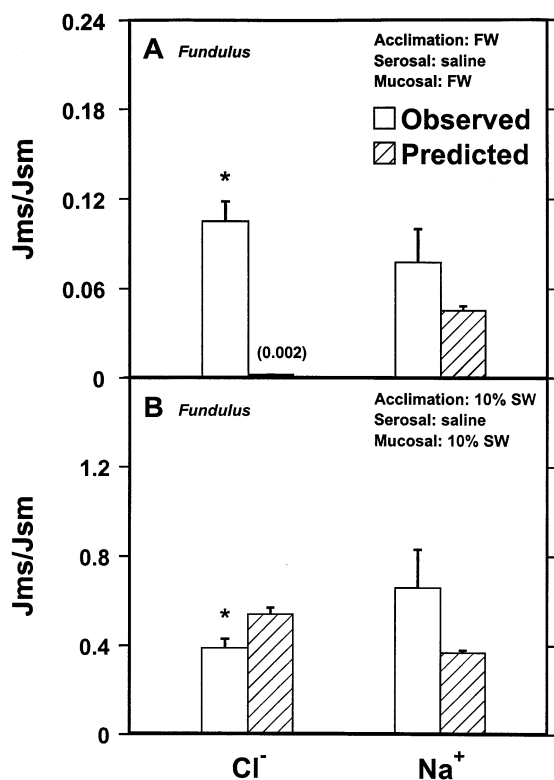 0.24
A Fundulus
Acclimation: FW
Serosal: saline
Mucosal: FW
Observed
Predicted
0.18
*
0.12
Jms/Jsm
0.06
(0.002)
0
B Fundulus
Acclimation: 10% SW
Serosal: saline
Mucosal: 10% SW
1.2
0.8
Jms/Jsm
*
0.4
0
Cl⁻ Na⁺